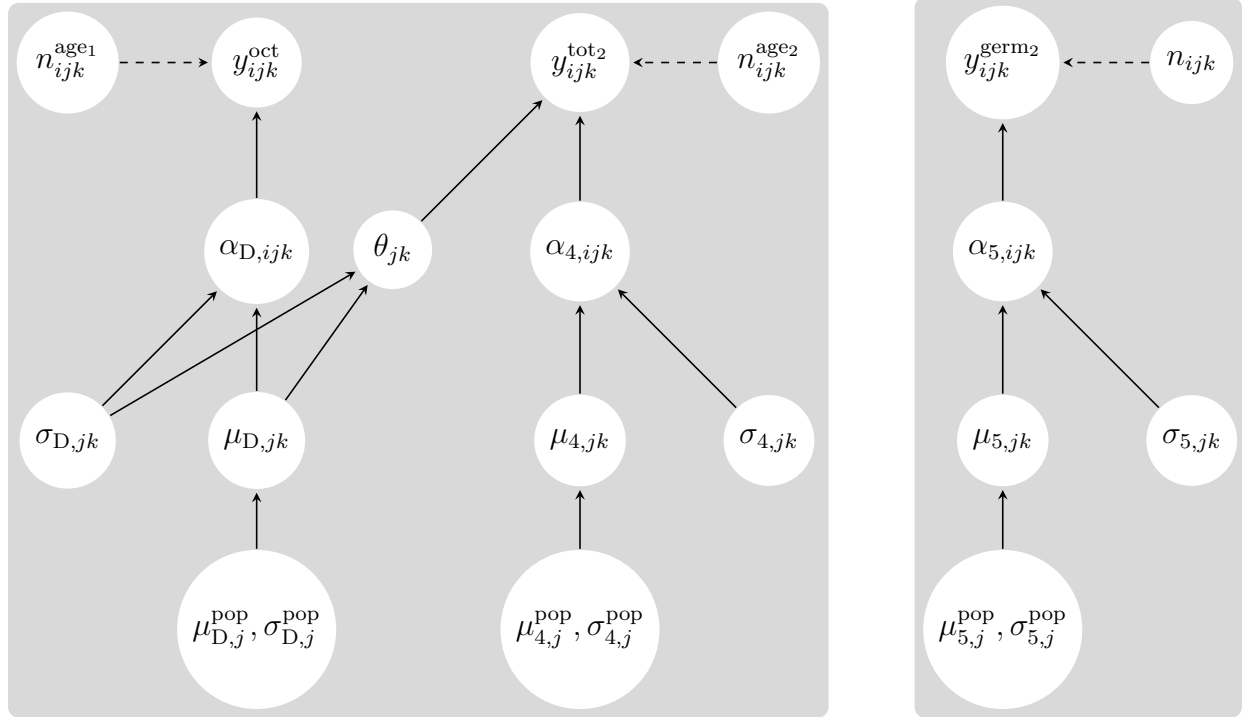 n_{ijk}^{age_1} y_{ijk}^{oct} y_{ijk}^{tot_2} n_{ijk}^{age_2} y_{ijk}^{germ_2} n_{ijk}
α_{D,ijk} θ_{jk} α_{4,ijk} α_{5,ijk}
σ_{D,jk} μ_{D,jk} μ_{4,jk} σ_{4,jk} μ_{5,jk} σ_{5,jk}
μ_{D,j}^{pop}, σ_{D,j}^{pop} μ_{4,j}^{pop}, σ_{4,j}^{pop} μ_{5,j}^{pop}, σ_{5,j}^{pop}